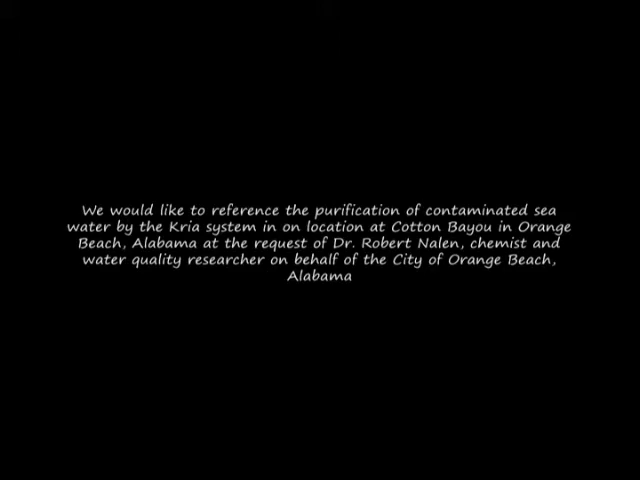 We would like to reference the purification of contaminated sea
water by the Kria system in on location at Cotton Bayou in Orange
Beach, Alabama at the request of Dr. Robert Nalen, chemist and
water quality researcher on behalf of the City of Orange Beach,
Alabama